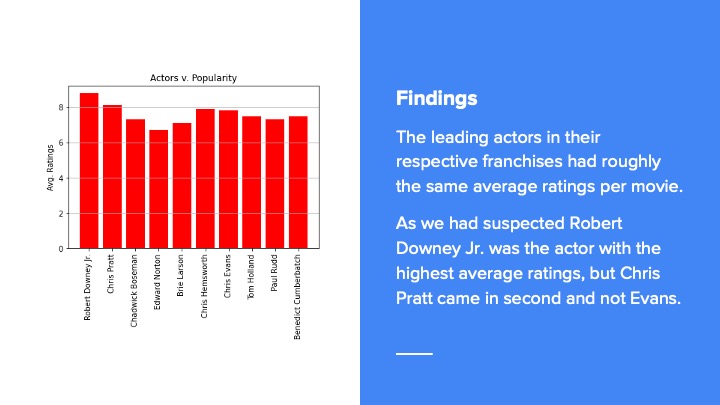 Actors v. Popularity
Avg. Ratings
8
6
4
2
0
Robert Downey Jr.
Chris Pratt
Chadwick Boseman
Edward Norton
Brie Larson
Chris Hemsworth
Chris Evans
Tom Holland
Paul Rudd
Benedict Cumberbatch
Findings
The leading actors in their
respective franchises had roughly
the same average ratings per movie.
As we had suspected Robert
Downey Jr. was the actor with the
highest average ratings, but Chris
Pratt came in second and not Evans.